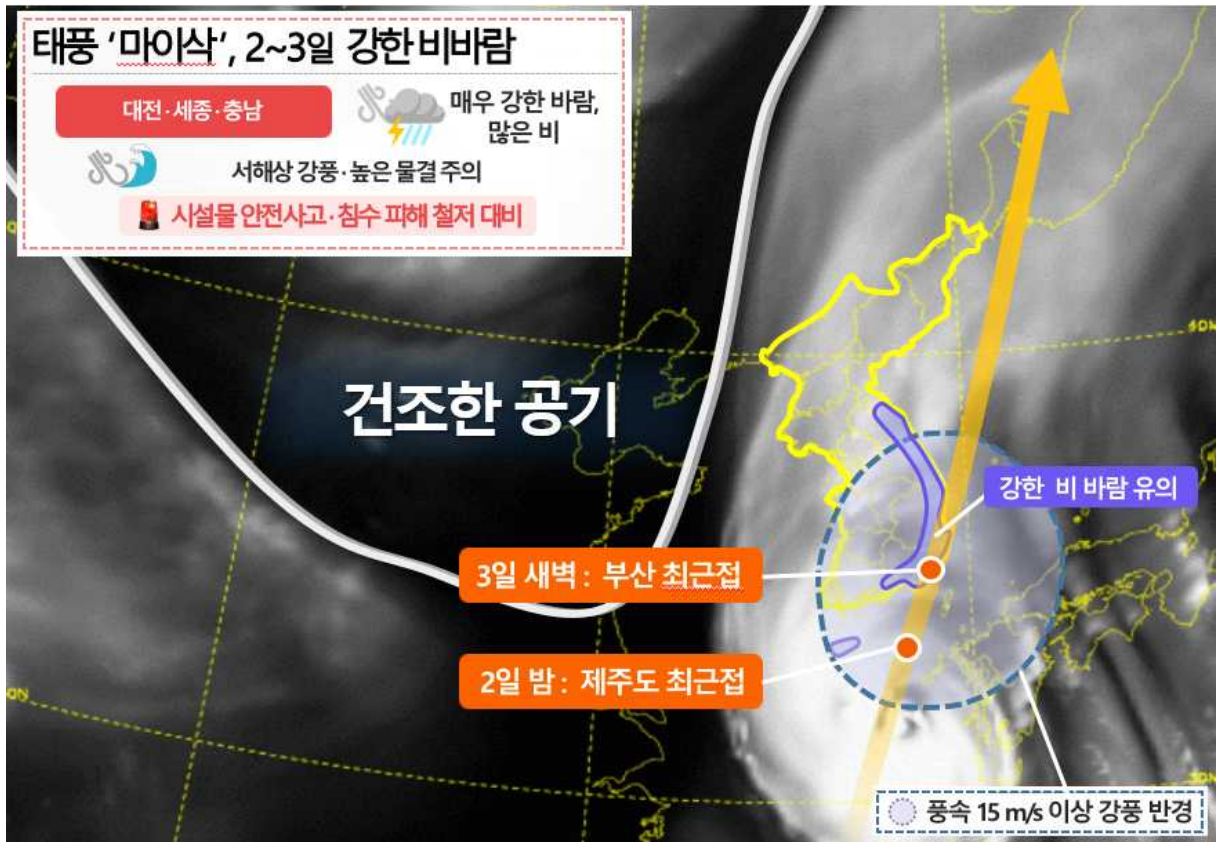 태풍 ‘마이삭’, 2~3일 강한 비바람
대전·세종·충남
매우 강한 바람,
많은 비
서해상 강풍·높은 물결 주의
시설물 안전사고·침수 피해 철저 대비
건조한 공기
40N
강한 비 바람 유의
3일 새벽 : 부산 최근접
2일 밤 : 제주도 최근접
30N
풍속 15 m/s 이상 강풍 반경